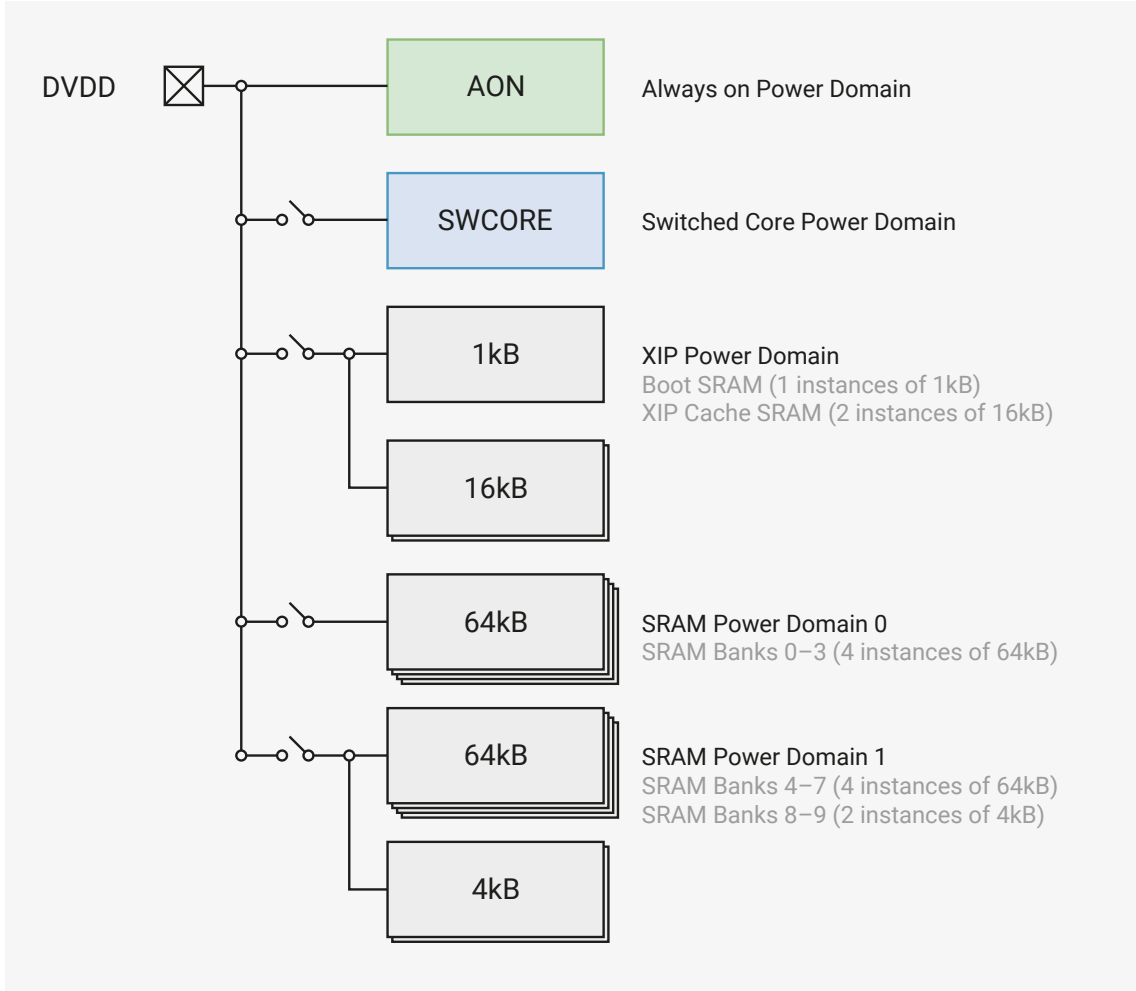 DVDD
AON
Always on Power Domain
SWCORE
Switched Core Power Domain
1kB
XIP Power Domain
Boot SRAM (1 instances of 1kB)
XIP Cache SRAM (2 instances of 16kB)
16kB
64kB
SRAM Power Domain 0
SRAM Banks 0–3 (4 instances of 64kB)
64kB
SRAM Power Domain 1
SRAM Banks 4–7 (4 instances of 64kB)
SRAM Banks 8–9 (2 instances of 4kB)
4kB